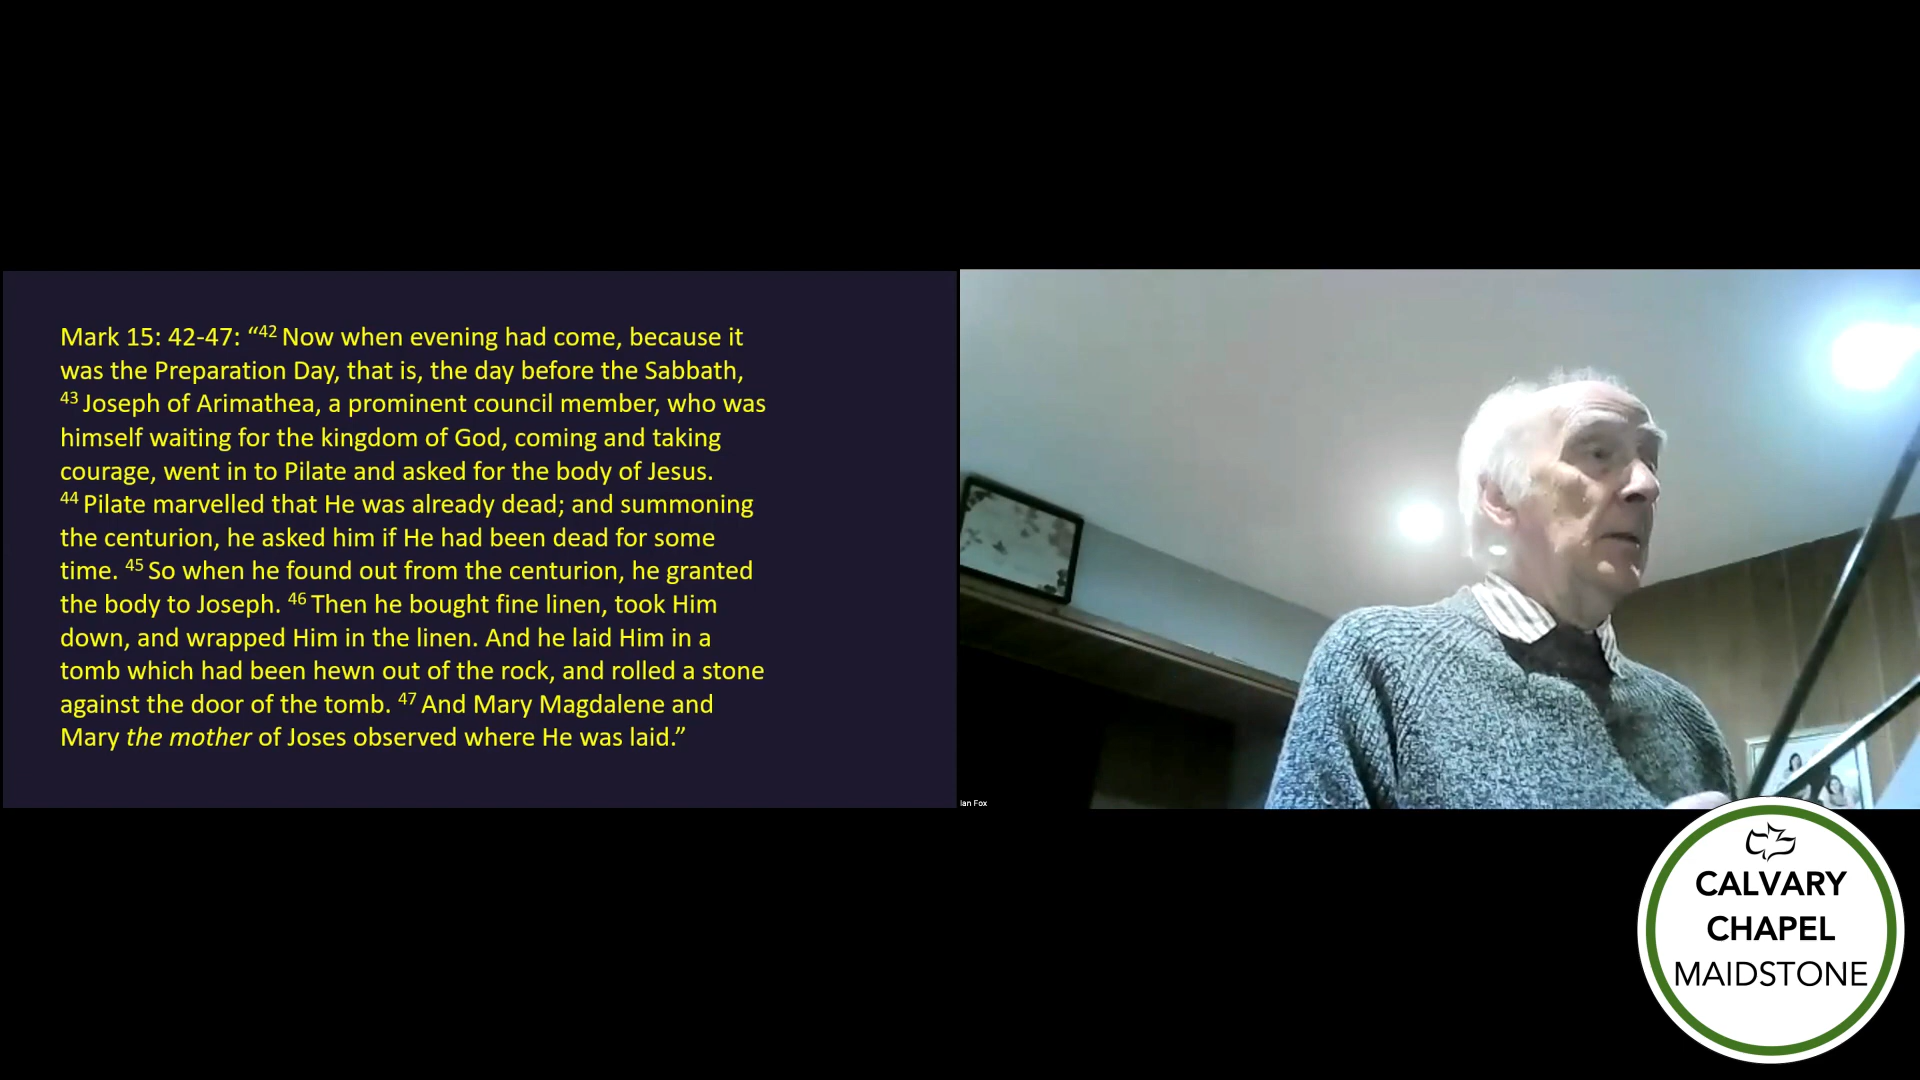 Mark 15: 42-47: “42 Now when evening had come, because it
was the Preparation Day, that is, the day before the Sabbath,
43 Joseph of Arimathea, a prominent council member, who was
himself waiting for the kingdom of God, coming and taking
courage, went in to Pilate and asked for the body of Jesus.
44 Pilate marvelled that He was already dead; and summoning
the centurion, he asked him if He had been dead for some
time. 45 So when he found out from the centurion, he granted
the body to Joseph. 46 Then he bought fine linen, took Him
down, and wrapped Him in the linen. And he laid Him in a
tomb which had been hewn out of the rock, and rolled a stone
against the door of the tomb. 47 And Mary Magdalene and
Mary the mother of Joses observed where He was laid.”
Ian Fox
CALVARY
CHAPEL
MAIDSTONE